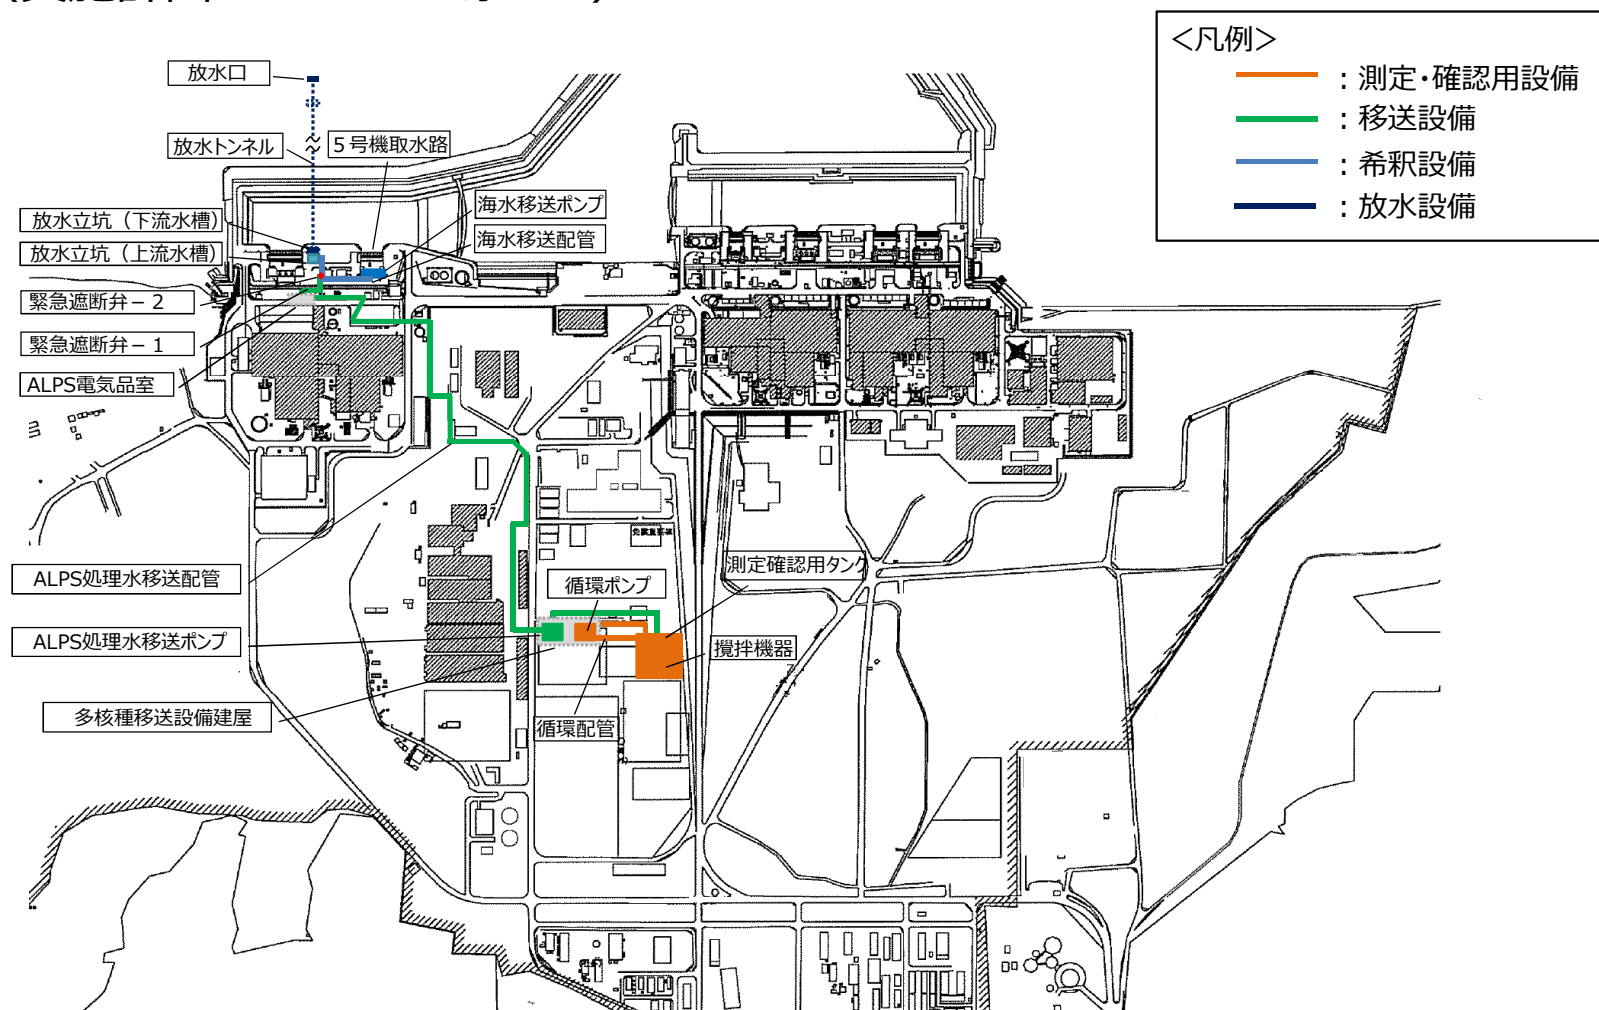 <凡例>
:測定・確認用設備
:移送設備
:希釈設備
:放水設備
放水口
放水トンネル
5号機取水路
海水移送ポンプ
海水移送配管
放水立坑(下流水槽)
放水立坑(上流水槽)
緊急遮断弁-2
緊急遮断弁-1
ALPS電気品室
ALPS処理水移送配管
ALPS処理水移送ポンプ
多核種移送設備建屋
循環ポンプ
測定確認用タンク
攪拌機器
循環配管